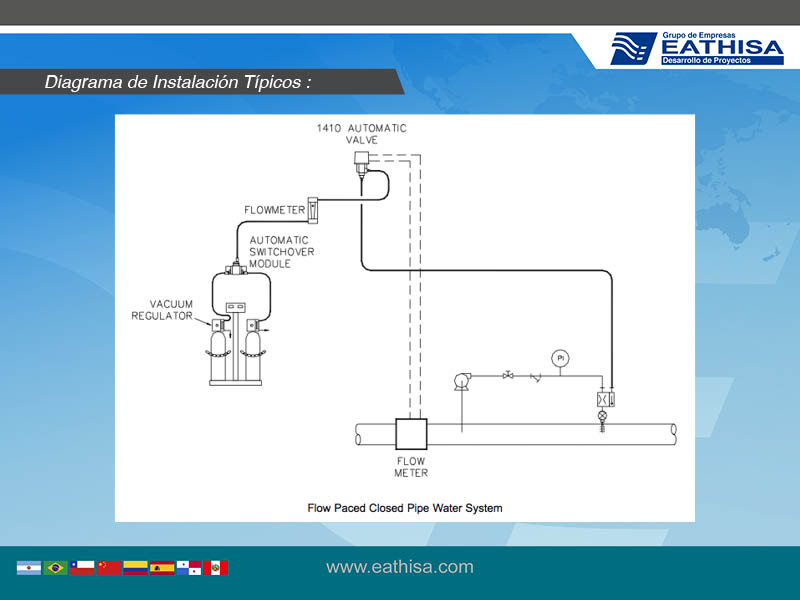 Grupo de Empresas
EATHISA
Desarrollo de Proyectos
Diagrama de Instalación Típicos :
1410 AUTOMATIC
VALVE
FLOWMETER
AUTOMATIC
SWITCHOVER
MODULE
VACUUM
REGULATOR
PI
FLOW
METER
Flow Paced Closed Pipe Water System
www.eathisa.com